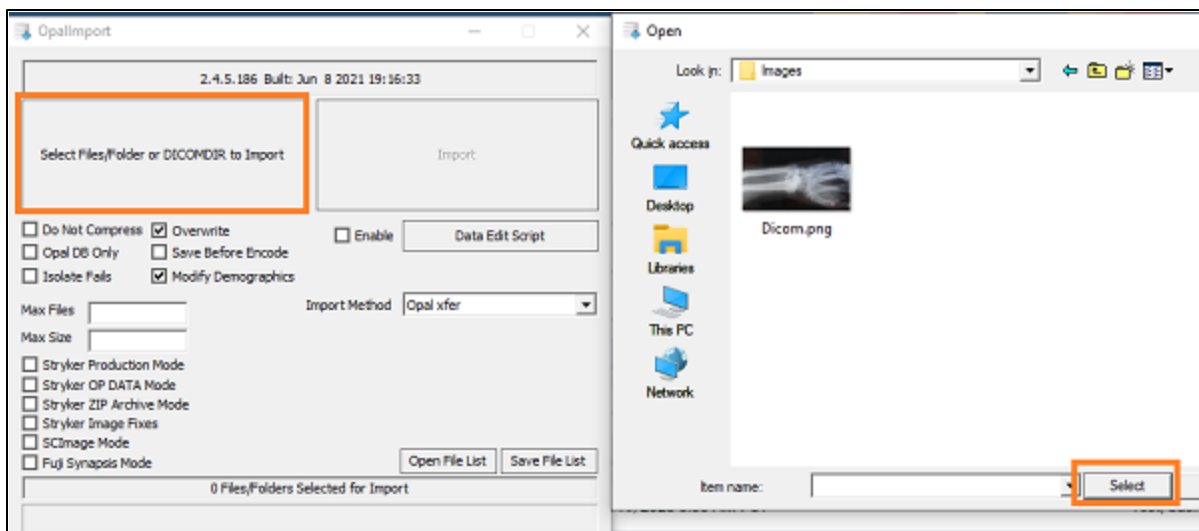 OpalImport
2.4.5.186 Built: Jun 8 2021 19:16:33
Select Files/Folder or DICOMDIR to Import
Import
Do Not Compress
Overwrite
Enable
Data Edit Script
Opal DB Only
Save Before Encode
Isolate Fails
Modify Demographics
Max Files
Import Method
Opal xfer
Max Size
Stryker Production Mode
Stryker OP DATA Mode
Stryker ZIP Archive Mode
Stryker Image Fixes
SCImage Mode
Fuji Synapsis Mode
Open File List
Save File List
0 Files/Folders Selected for Import
Open
Look in:
Images
Quick access
Desktop
Libraries
This PC
Network
Dicom.png
Item name:
Select